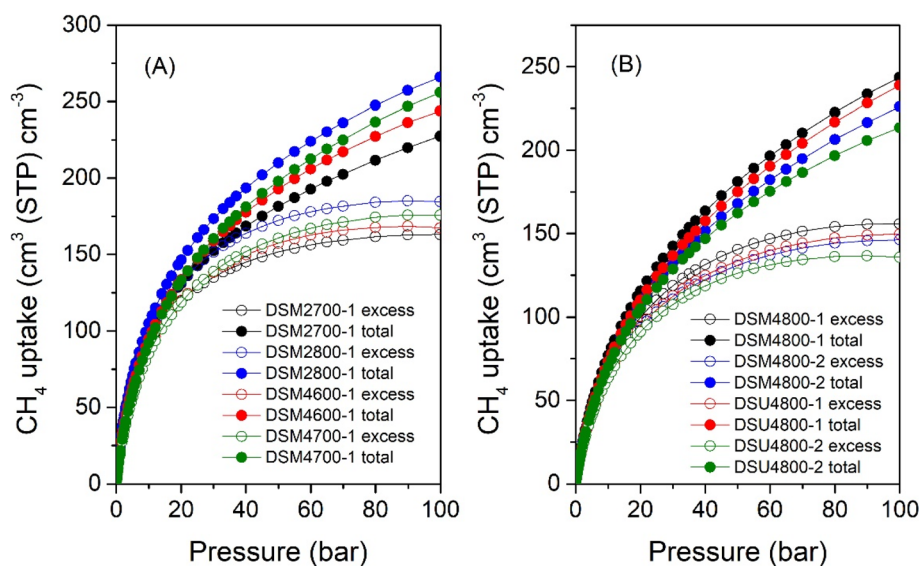 (A)
CH₄ uptake (cm³ (STP) cm⁻³)
300
250
200
150
100
50
0
DSM2700-1 excess
DSM2700-1 total
DSM2800-1 excess
DSM2800-1 total
DSM4600-1 excess
DSM4600-1 total
DSM4700-1 excess
DSM4700-1 total
0 20 40 60 80 100
Pressure (bar)
(B)
CH₄ uptake (cm³ (STP) cm⁻³)
250
200
150
100
50
0
DSM4800-1 excess
DSM4800-1 total
DSM4800-2 excess
DSM4800-2 total
DSU4800-1 excess
DSU4800-1 total
DSU4800-2 excess
DSU4800-2 total
0 20 40 60 80 100
Pressure (bar)